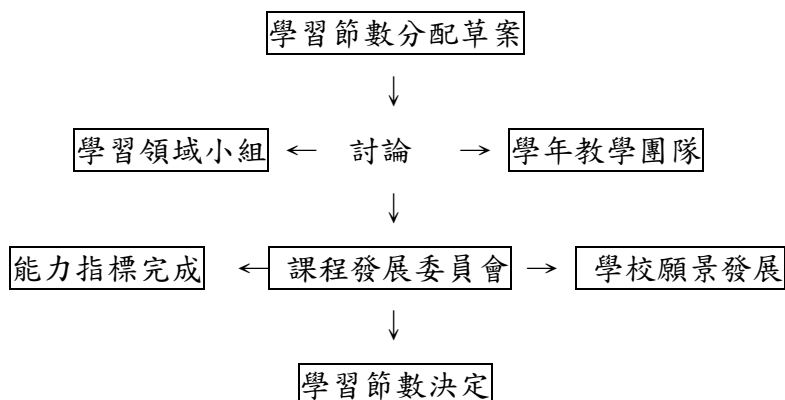 學習節數分配草案
↓
學習領域小組 ← 討論 → 學年教學團隊
↓
能力指標完成 ← 課程發展委員會 → 學校願景發展
↓
學習節數決定